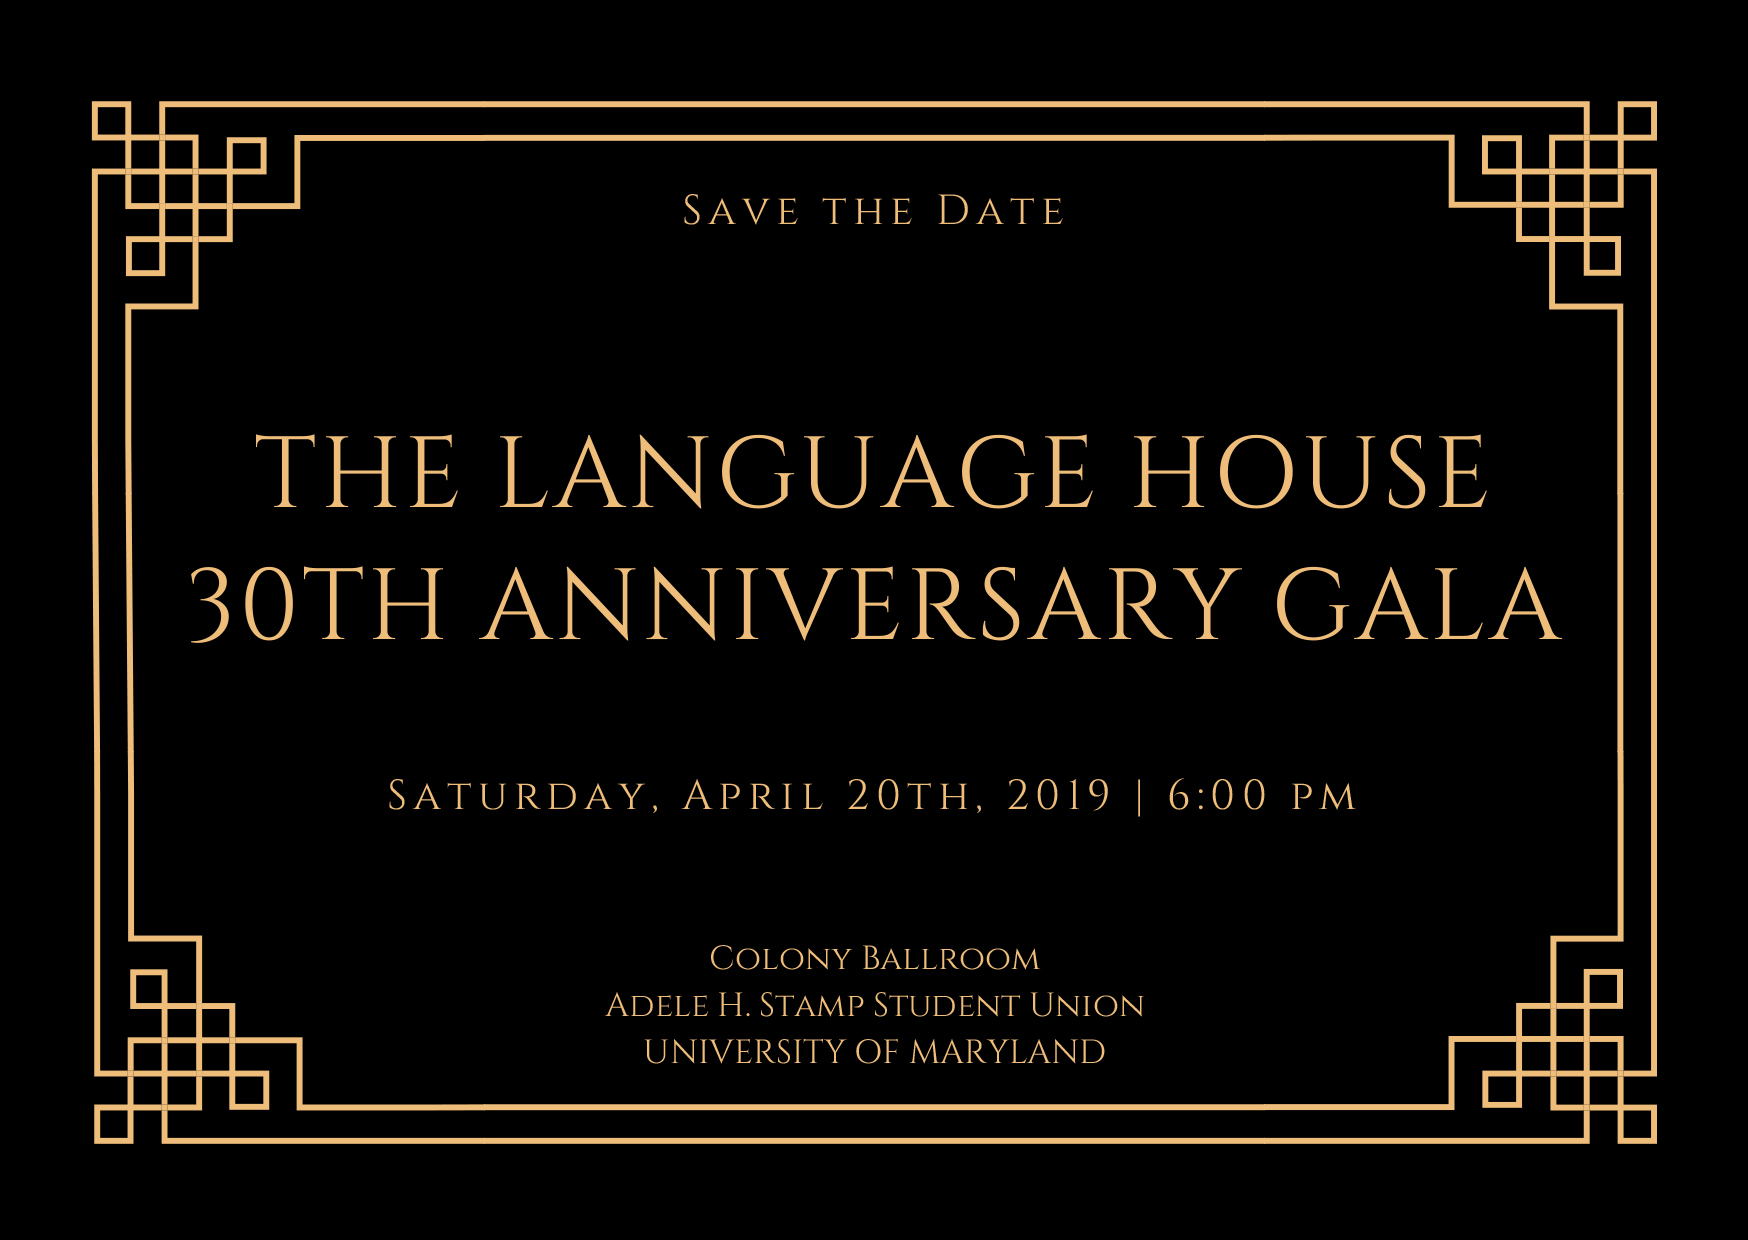 Save the Date
THE LANGUAGE HOUSE
30TH ANNIVERSARY GALA
Saturday, April 20th, 2019 | 6:00 pm
Colony Ballroom
Adele H. Stamp Student Union
UNIVERSITY OF MARYLAND